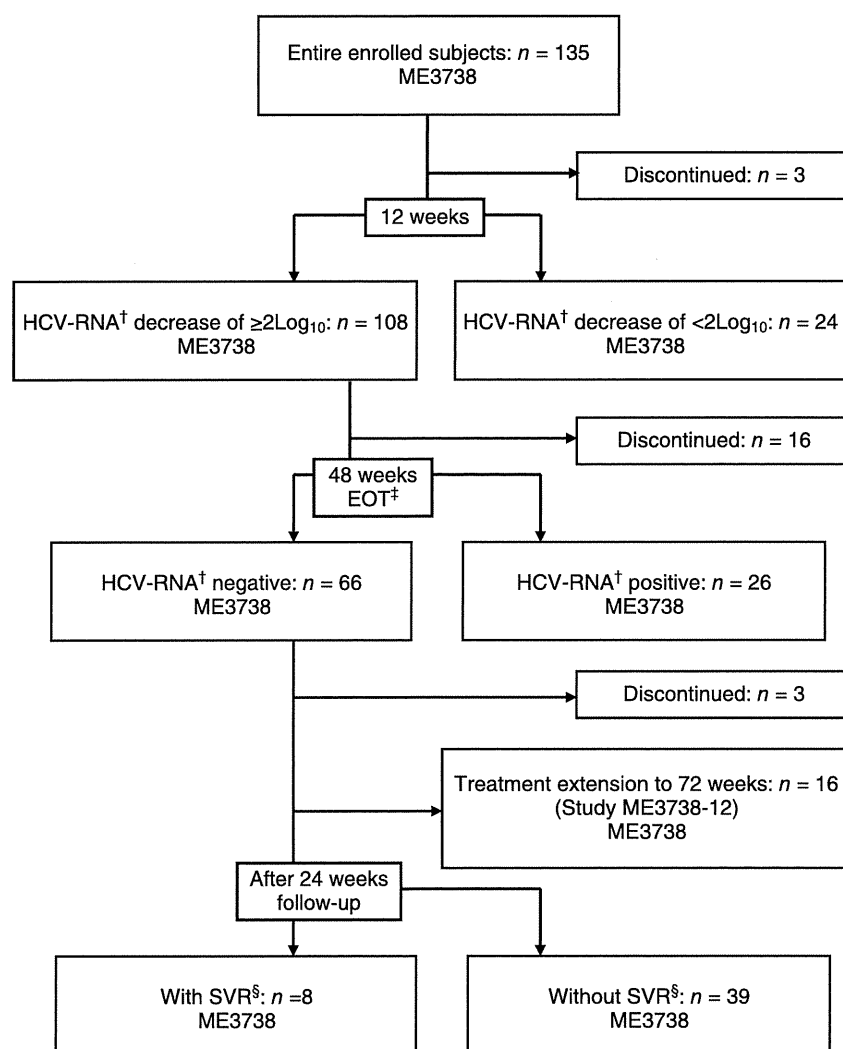 Entire enrolled subjects: n = 135
ME3738
Discontinued: n = 3
12 weeks
HCV-RNA† decrease of ≥2Log₁₀: n = 108
ME3738
HCV-RNA† decrease of <2Log₁₀: n = 24
ME3738
Discontinued: n = 16
48 weeks
EOT‡
HCV-RNA† negative: n = 66
ME3738
HCV-RNA† positive: n = 26
ME3738
Discontinued: n = 3
Treatment extension to 72 weeks: n = 16
(Study ME3738-12)
ME3738
After 24 weeks
follow-up
With SVR§: n =8
ME3738
Without SVR§: n = 39
ME3738